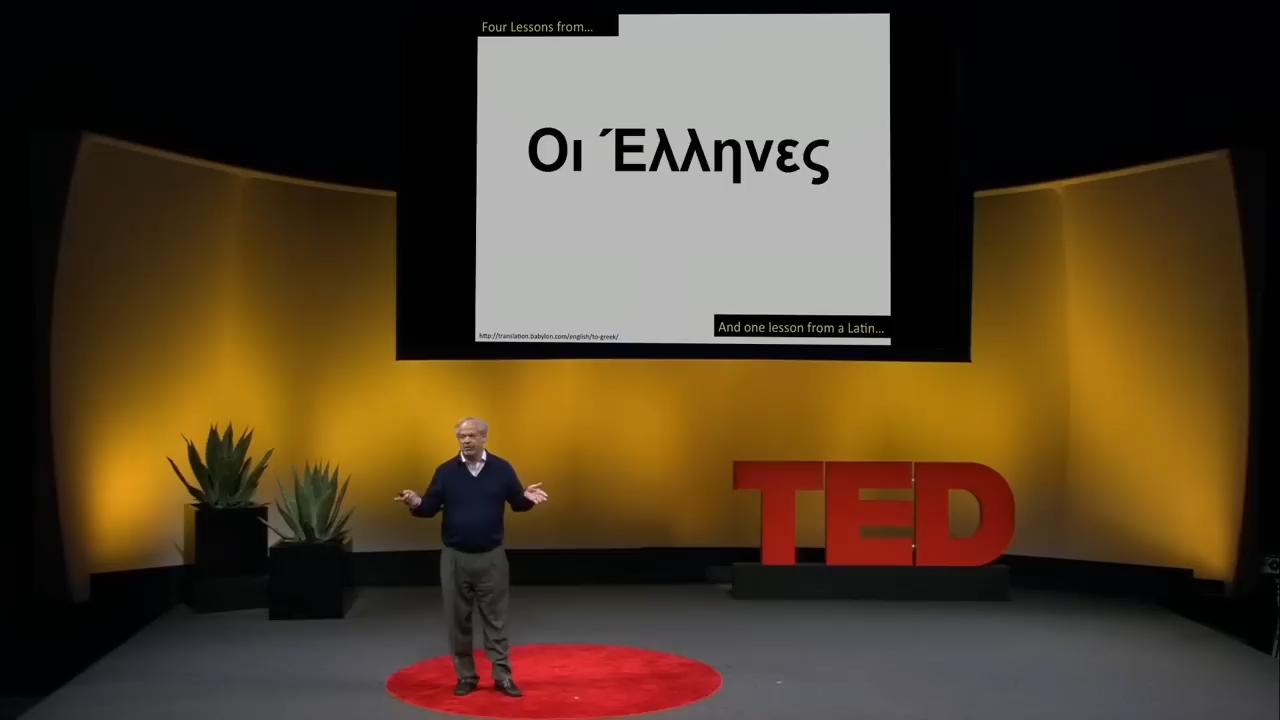 Four Lessons from...
Οι Έλληνες
And one lesson from a Latin...
http://translation.babylon.com/english/to-greek/
TED